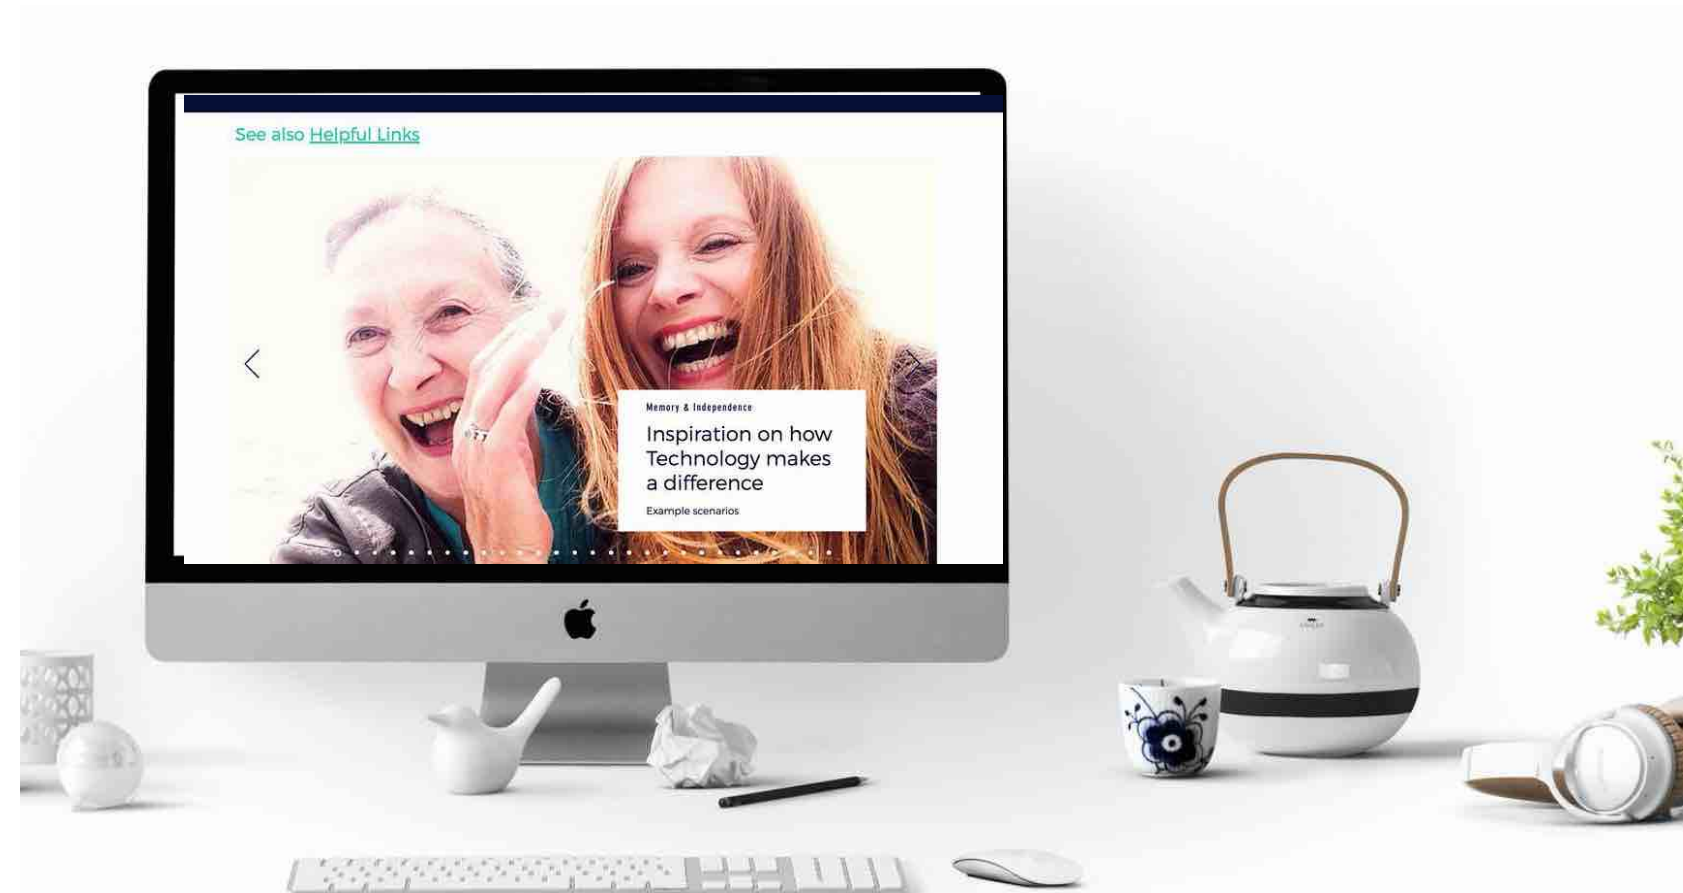 See also Helpful Links
Memory & Independence
Inspiration on how
Technology makes
a difference
Example scenarios